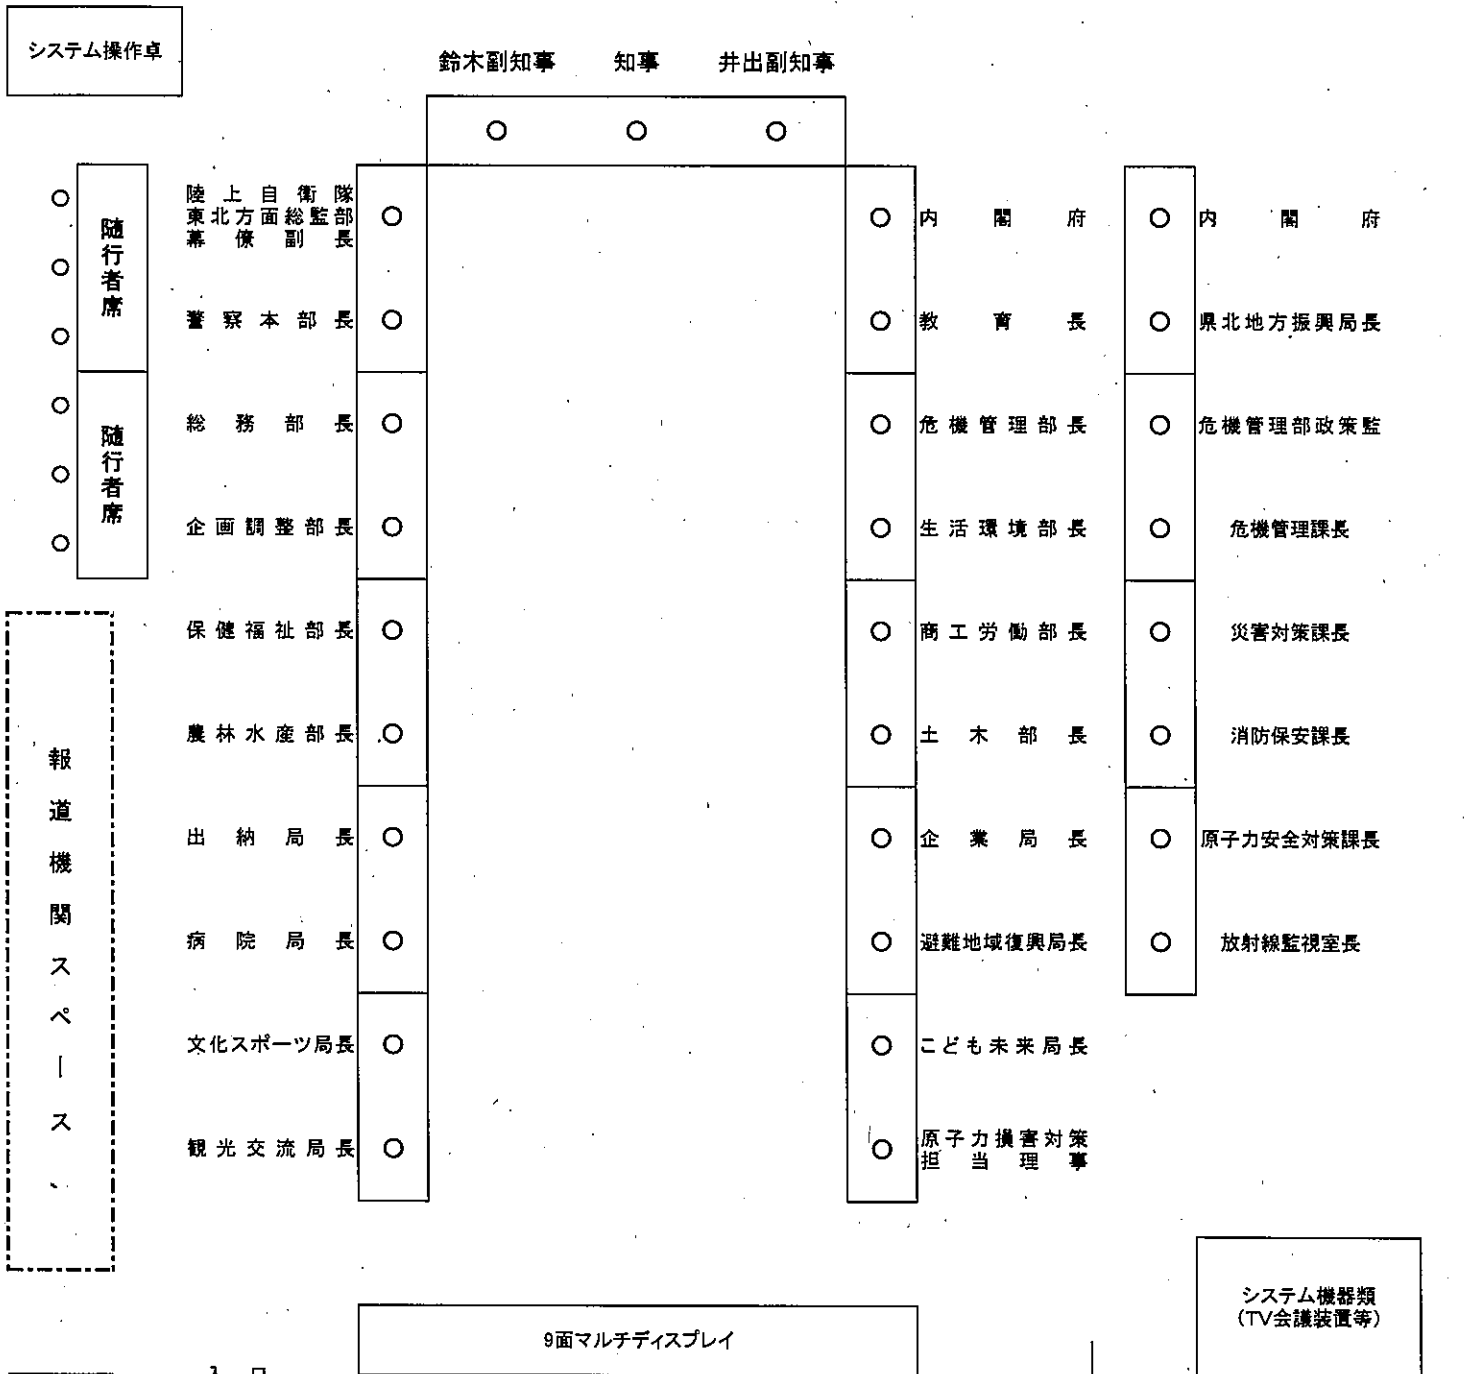 システム操作卓
鈴木副知事 知事 井出副知事
随行者席
随行者席
陸上自衛隊
東北方面総監部
幕僚副長
警察本部長
総務部長
企画調整部長
保健福祉部長
農林水産部長
出納局長
病院局長
文化スポーツ局長
観光交流局長
内閣府
教育長
危機管理部長
生活環境部長
商工労働部長
土木部長
企業局長
避難地域復興局長
こども未来局長
原子力損害対策
担当理事
内閣府
県北地方振興局長
危機管理部政策監
危機管理課長
災害対策課長
消防保安課長
原子力安全対策課長
放射線監視室長
報道機関スペース
9面マルチディスプレイ
システム機器類
(TV会議装置等)